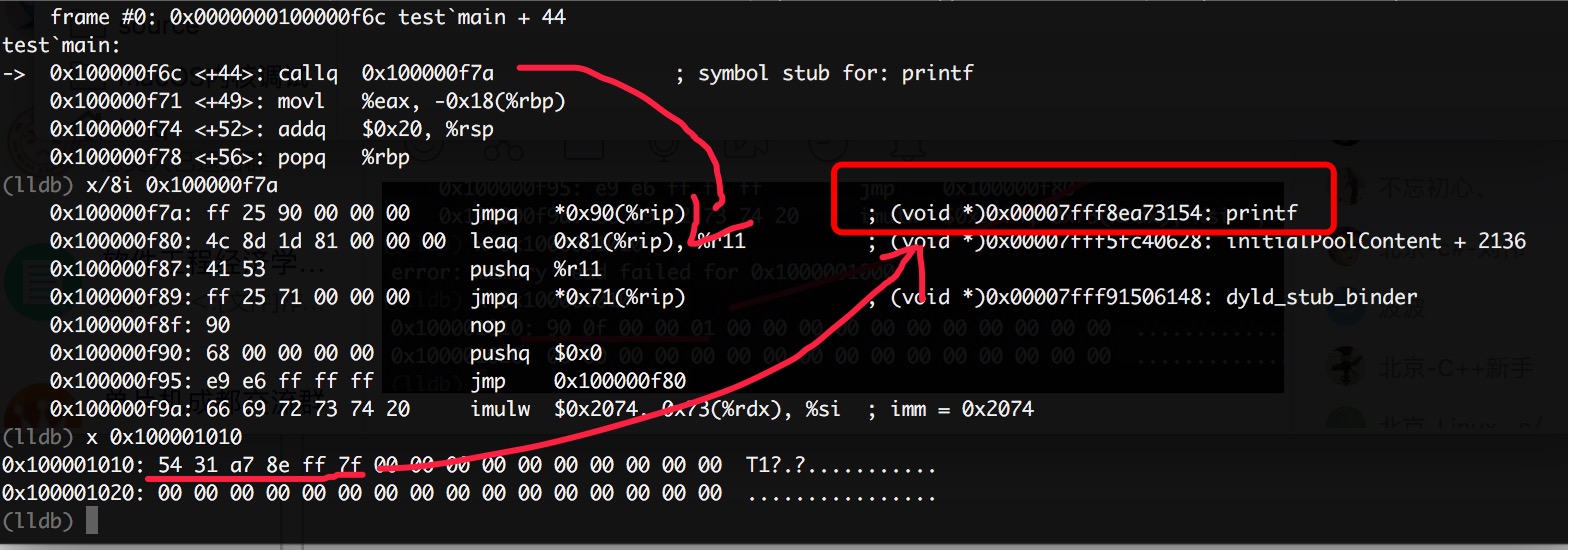 frame #0: 0x0000000100000f6c test`main + 44
test`main:
-> 0x100000f6c <+44>: callq 0x100000f7a ; symbol stub for: printf
0x100000f71 <+49>: movl %eax, -0x18(%rbp)
0x100000f74 <+52>: addq $0x20, %rsp
0x100000f78 <+56>: popq %rbp
(lldb) x/8i 0x100000f7a
0x100000f7a: ff 25 90 00 00 00 jmpq *0x90(%rip) ; (void *)0x00007fff8ea73154: printf
0x100000f80: 4c 8d 1d 81 00 00 00 leaq 0x81(%rip), %r11 ; (void *)0x00007fff5fc40628: initialPoolContent + 2136
0x100000f87: 41 53 pushq %r11
0x100000f89: ff 25 71 00 00 00 jmpq *0x71(%rip) ; (void *)0x00007fff91506148: dyld_stub_binder
0x100000f8f: 90 nop
0x100000f90: 68 00 00 00 00 pushq $0x0
0x100000f95: e9 e6 ff ff ff jmp 0x100000f80
0x100000f9a: 66 69 72 73 74 20 imulw $0x2074, 0x73(%rdx), %si ; imm = 0x2074
(lldb) x 0x100001010
0x100001010: 54 31 a7 8e ff 7f 00 00 00 00 00 00 00 00 00 00 T1?.?...........
0x100001020: 00 00 00 00 00 00 00 00 00 00 00 00 00 00 00 00 ................
(lldb)